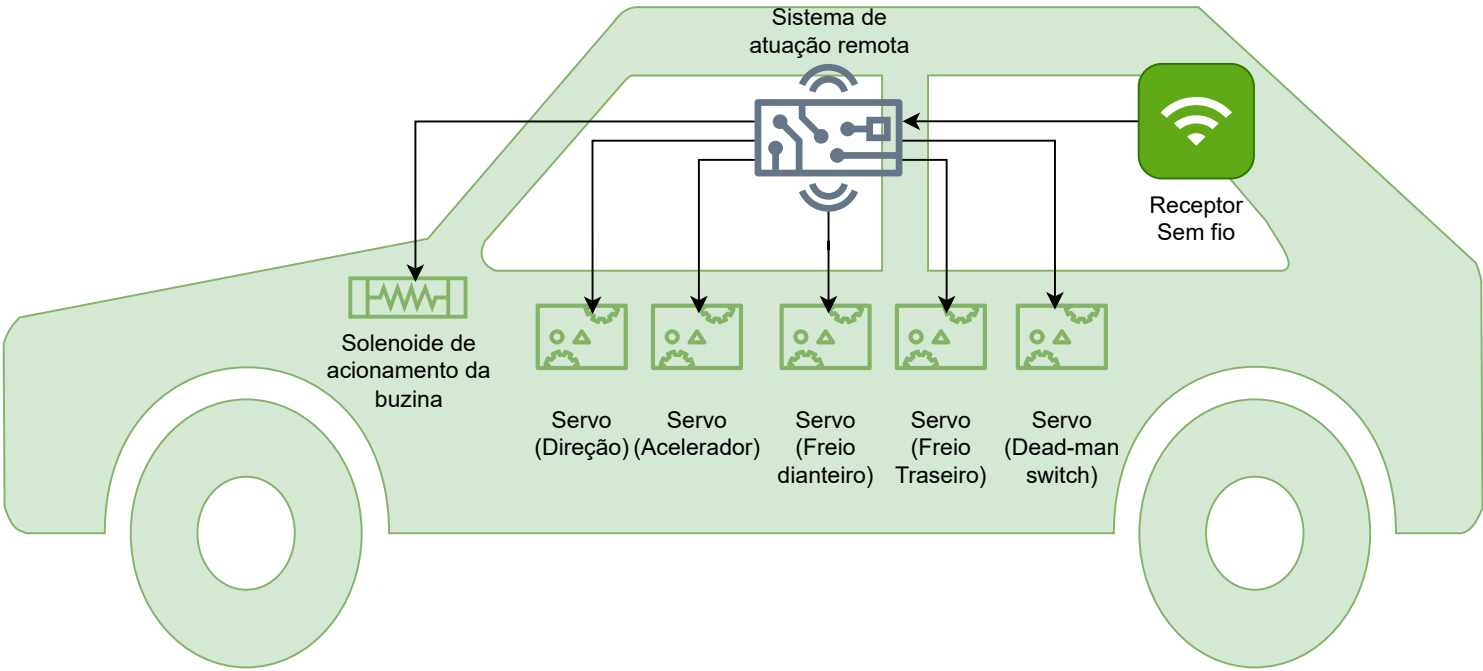 Sistema de
atuação remota
Receptor
Sem fio
Solenoide de
acionamento da
buzina
Servo
(Direção)
Servo
(Acelerador)
Servo
(Freio
dianteiro)
Servo
(Freio
Traseiro)
Servo
(Dead-man
switch)